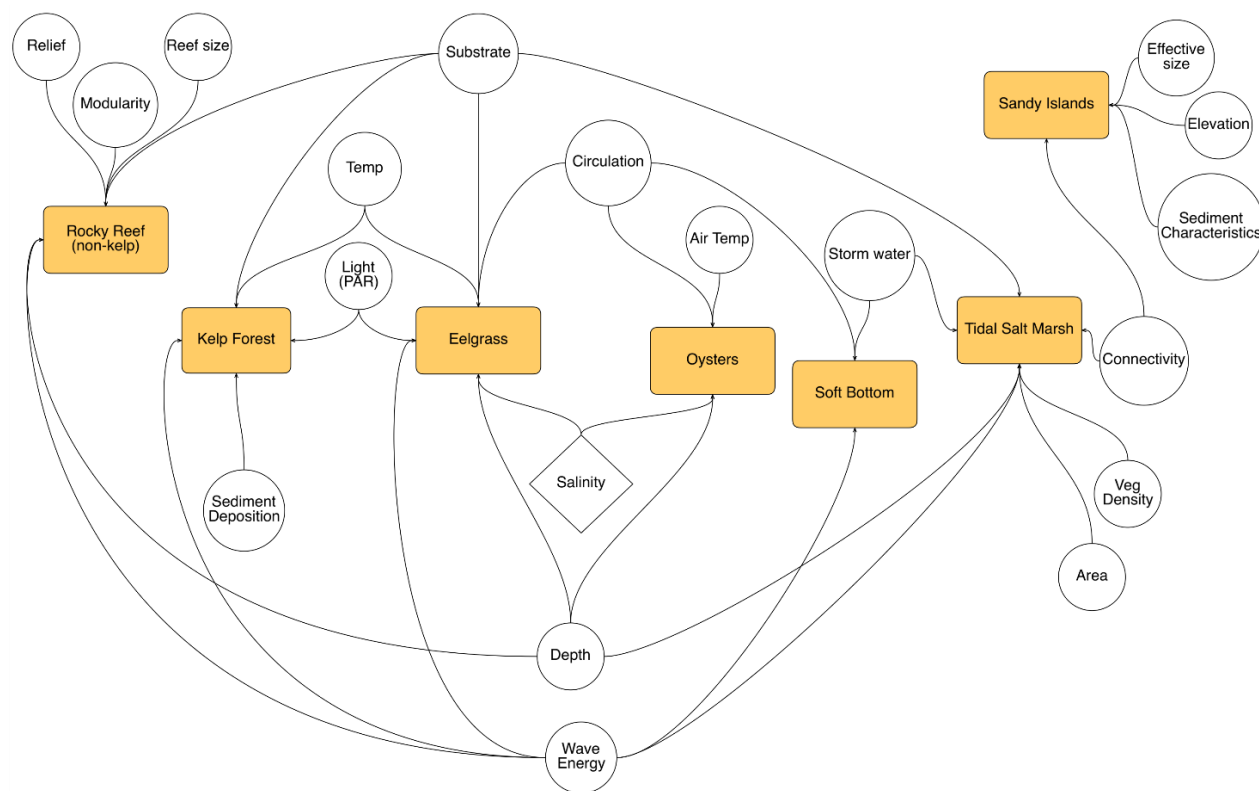 Relief
Reef size
Substrate
Effective
size
Modularity
Sandy Islands
Elevation
Temp
Circulation
Sediment
Characteristics
Rocky Reef
(non-kelp)
Air Temp
Storm water
Light
(PAR)
Kelp Forest
Eelgrass
Oysters
Tidal Salt Marsh
Connectivity
Soft Bottom
Sediment
Deposition
Salinity
Veg
Density
Area
Depth
Wave
Energy